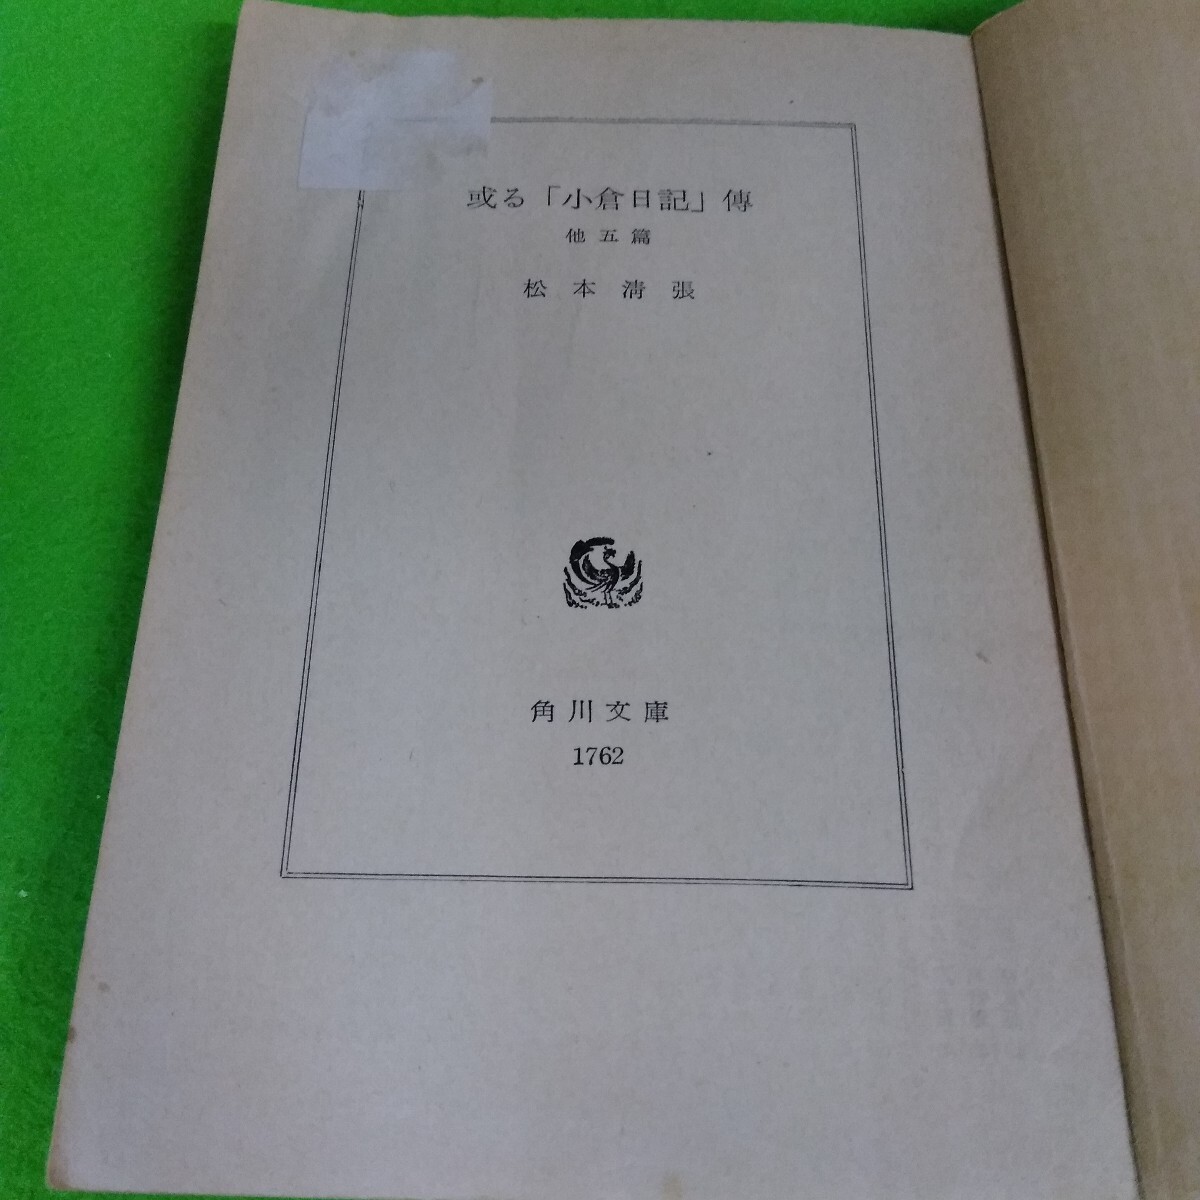 或る「小倉日記」傳
他五篇
松本清張
角川文庫
1762